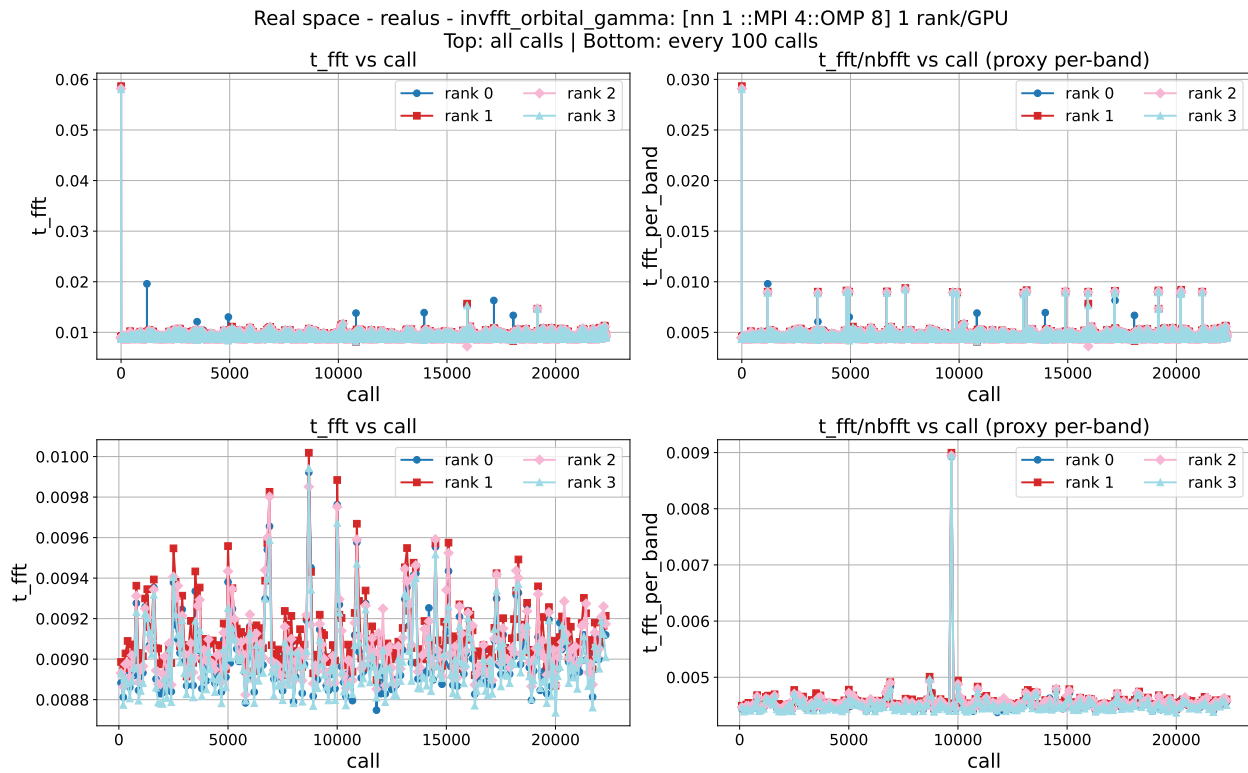 Real space - realus - invfft_orbital_gamma: [nn 1 ::MPI 4::OMP 8] 1 rank/GPU
Top: all calls | Bottom: every 100 calls
t_fft vs call
t_fft
0.06
0.05
0.04
0.03
0.02
0.01
0
5000
10000
15000
20000
call
rank 0
rank 1
rank 2
rank 3
t_fft/nbfft vs call (proxy per-band)
t_fft_per_band
0.030
0.025
0.020
0.015
0.010
0.005
0
5000
10000
15000
20000
call
rank 0
rank 1
rank 2
rank 3
t_fft vs call
t_fft
0.0100
0.0098
0.0096
0.0094
0.0092
0.0090
0.0088
0
5000
10000
15000
20000
call
rank 0
rank 1
rank 2
rank 3
t_fft/nbfft vs call (proxy per-band)
t_fft_per_band
0.009
0.008
0.007
0.006
0.005
0
5000
10000
15000
20000
call
rank 0
rank 1
rank 2
rank 3